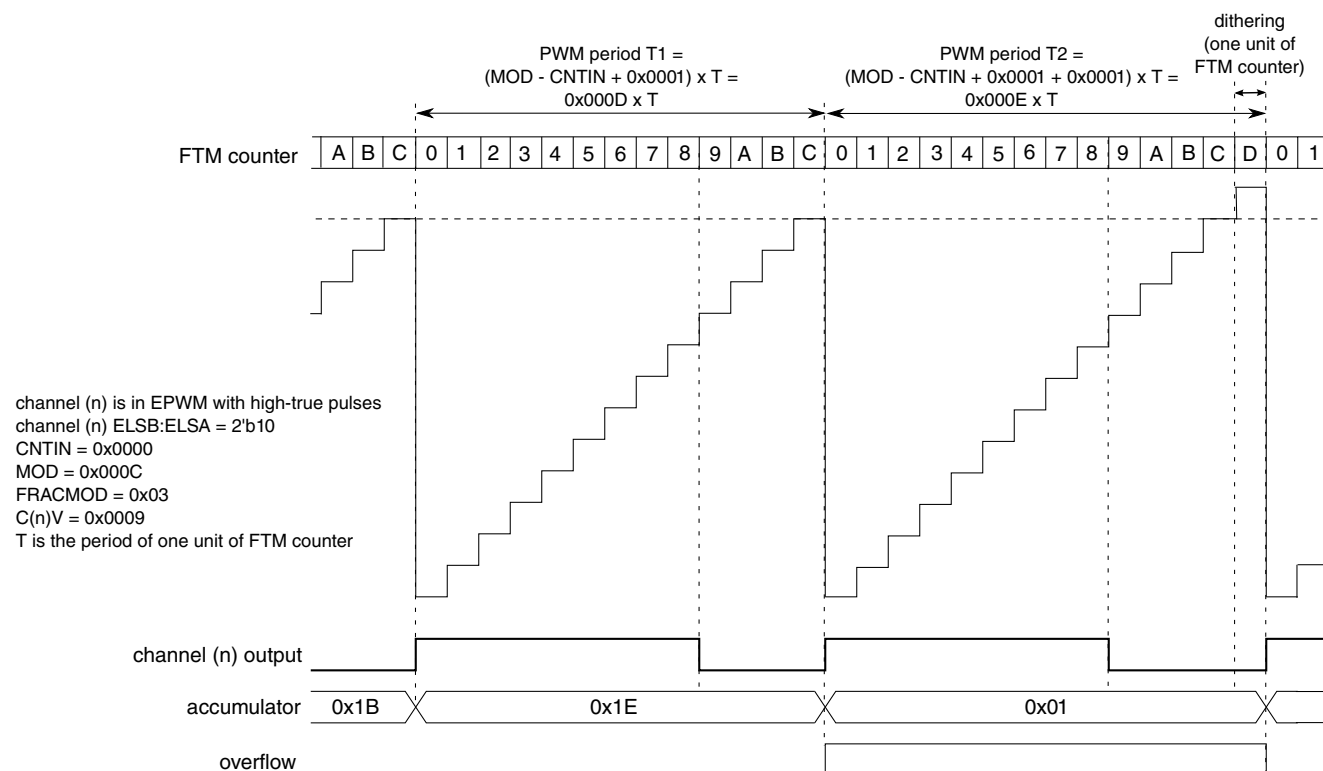 dithering
(one unit of
FTM counter)
PWM period T1 =
(MOD - CNTIN + 0x0001) x T =
0x000D x T
PWM period T2 =
(MOD - CNTIN + 0x0001 + 0x0001) x T =
0x000E x T
FTM counter A B C 0 1 2 3 4 5 6 7 8 9 A B C 0 1 2 3 4 5 6 7 8 9 A B C D 0 1
channel (n) is in EPWM with high-true pulses
channel (n) ELSB:ELSA = 2'b10
CNTIN = 0x0000
MOD = 0x000C
FRACMOD = 0x03
C(n)V = 0x0009
T is the period of one unit of FTM counter
channel (n) output
accumulator 0x1B 0x1E 0x01
overflow